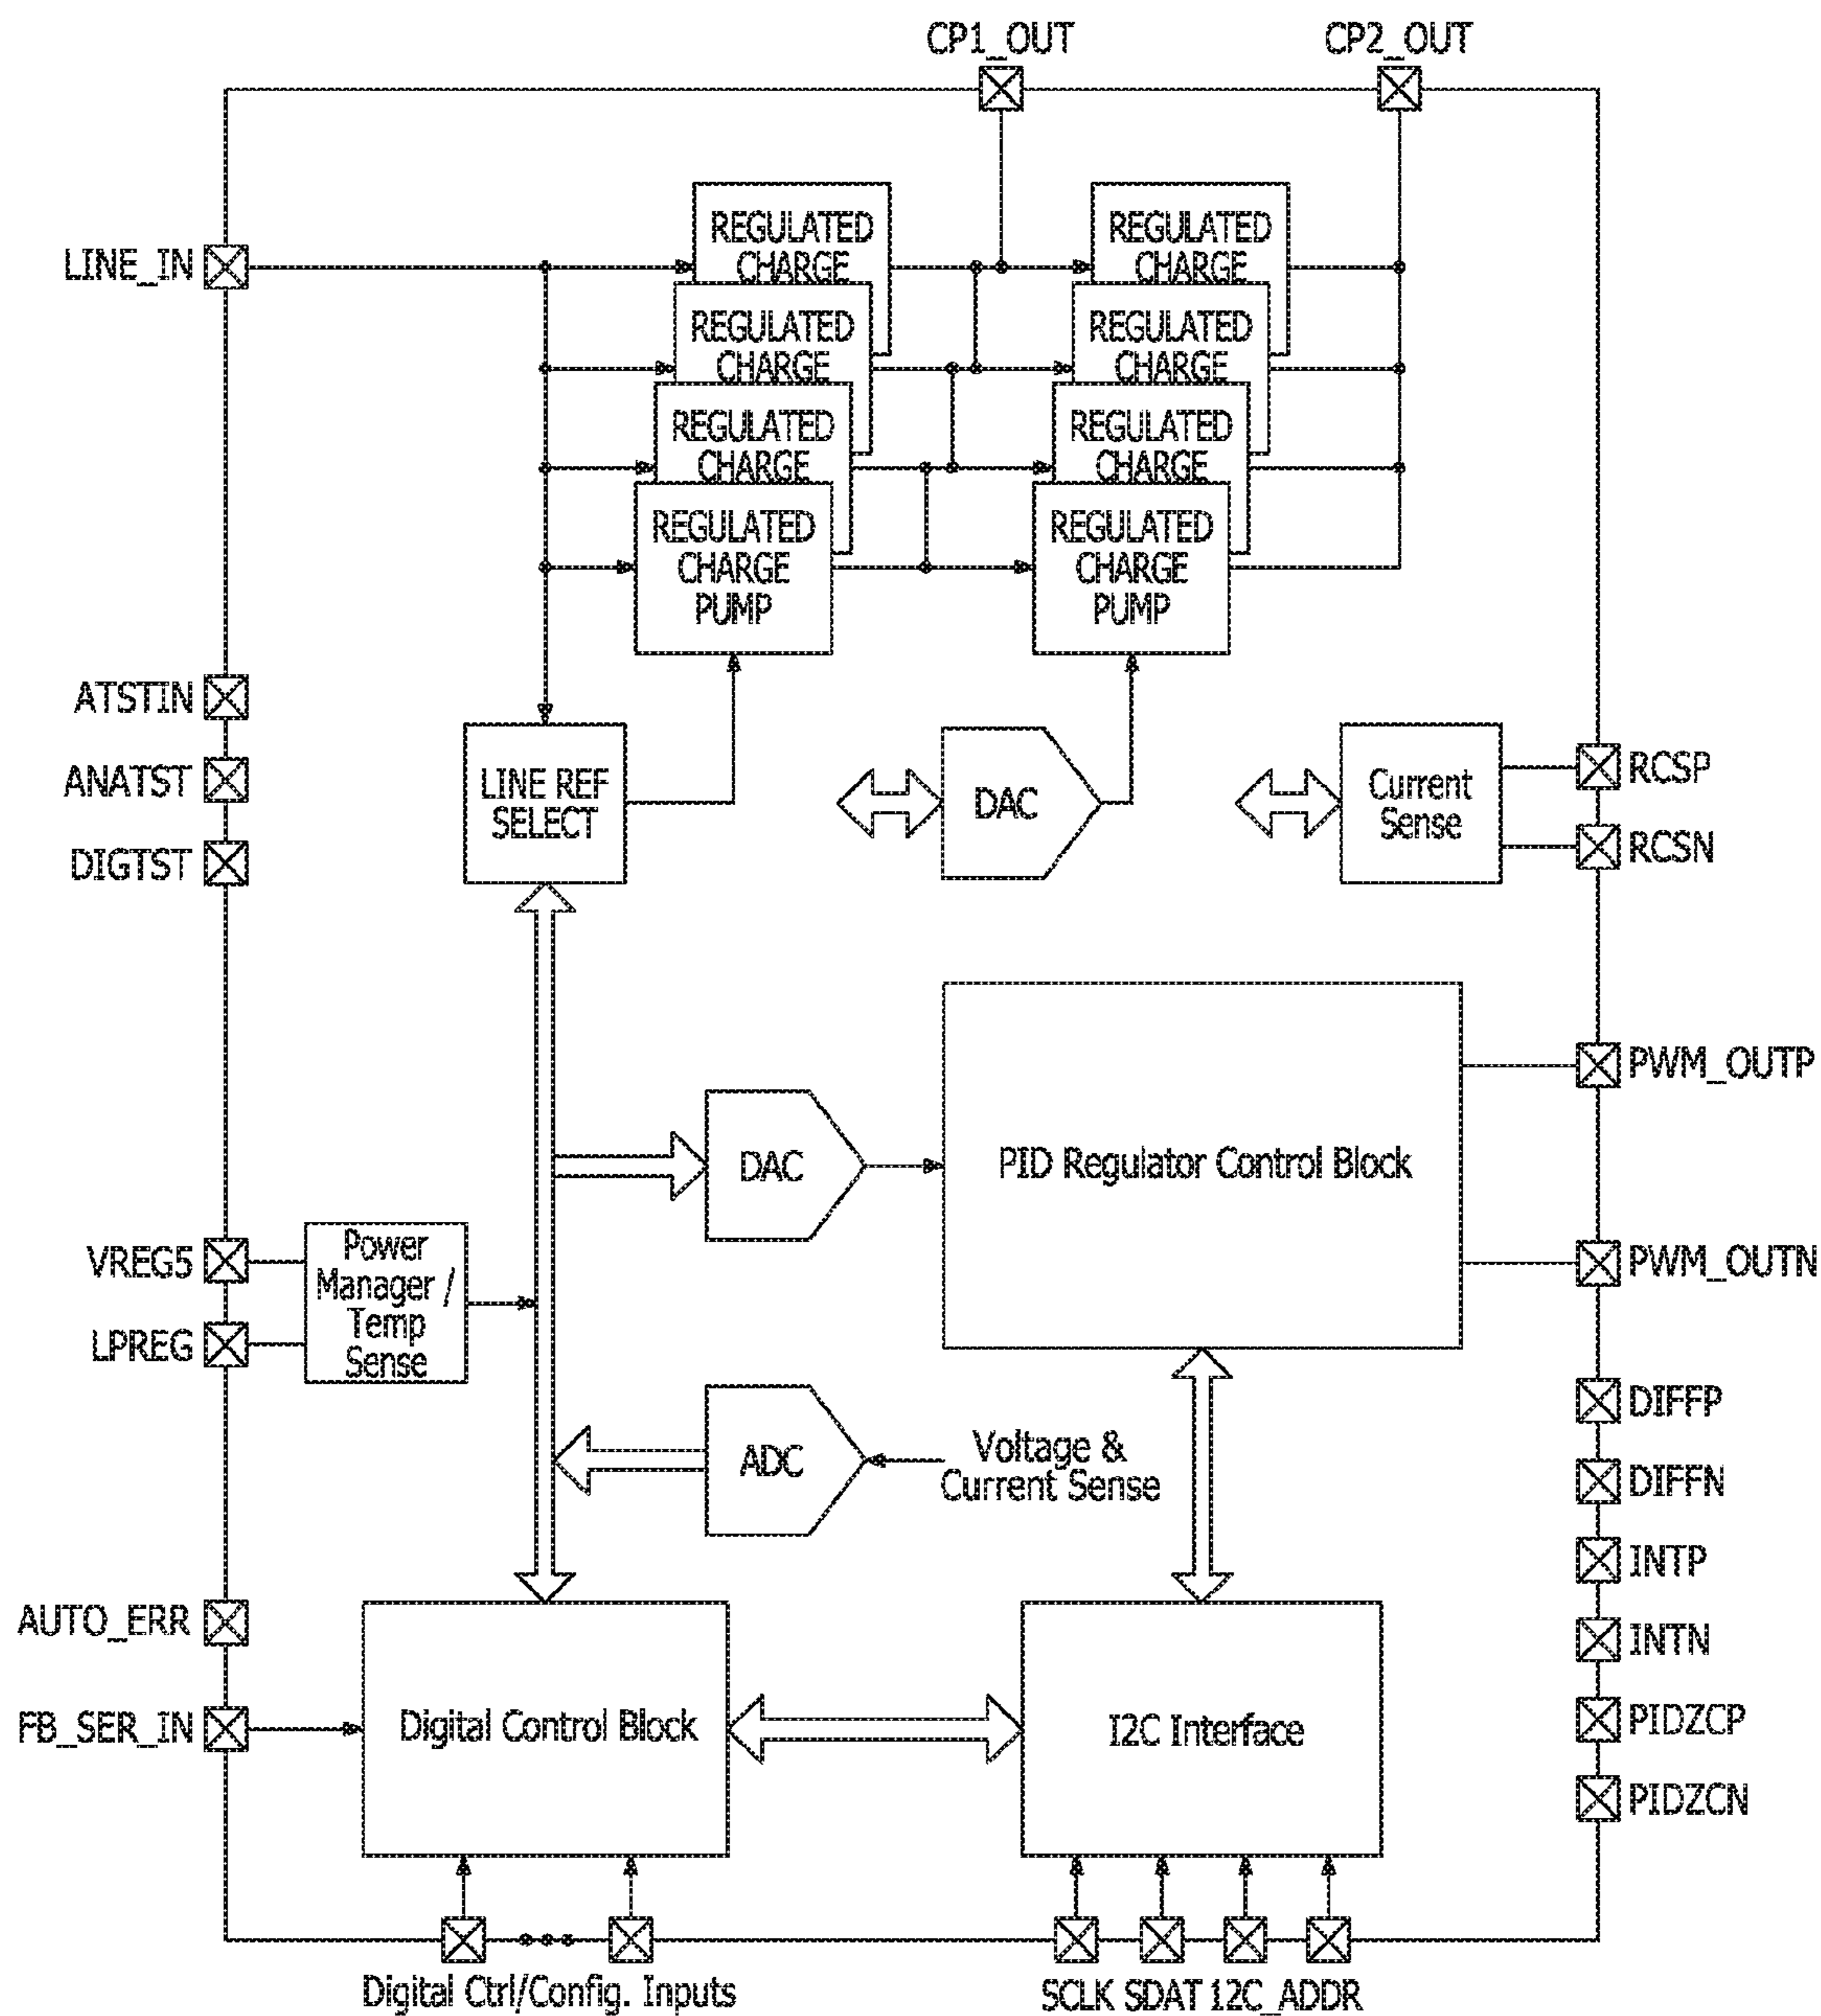 CP1_OUT
CP2_OUT
LINE_IN
REGULATED
CHARGE
REGULATED
CHARGE
REGULATED
CHARGE
REGULATED
CHARGE
PUMP
REGULATED
CHARGE
REGULATED
CHARGE
REGULATED
CHARGE
REGULATED
CHARGE
PUMP
ATSTIN
ANATST
DIGTST
LINE REF
SELECT
DAC
Current
Sense
RCSP
RCSN
PWM_OUTP
DAC
PID Regulator Control Block
VREG5
LPREG
Power
Manager /
Temp
Sense
PWM_OUTN
ADC
Voltage &
Current Sense
DIFFP
DIFFN
INTP
INTN
PIDZCP
PIDZCN
AUTO_ERR
FB_SER_IN
Digital Control Block
I2C Interface
Digital Ctrl/Config. Inputs
SCLK SDAT I2C_ADDR